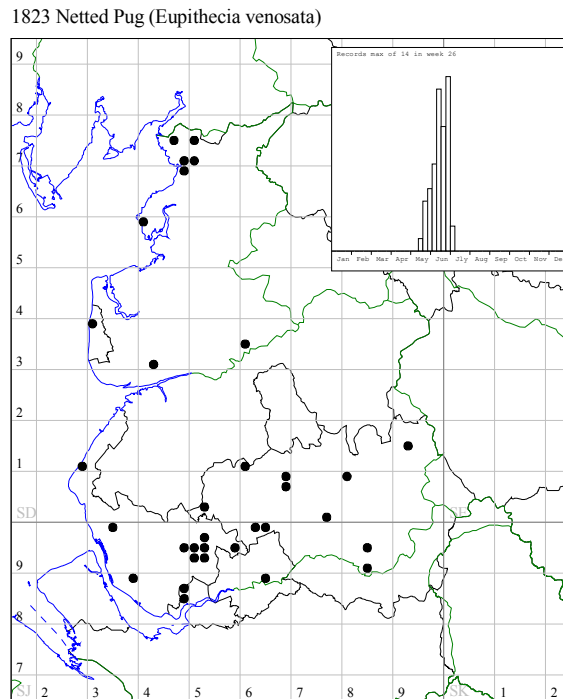 1823 Netted Pug (Eupithecia venosata)
Records max of 14 in week 26
Jan Feb Mar Apr May Jun Jly Aug Sep Oct Nov De
9
8
7
6
5
4
3
2
1
SD
SE
9
8
7
SJ 2 3 4 5 6 7 8 9 SK 1 2